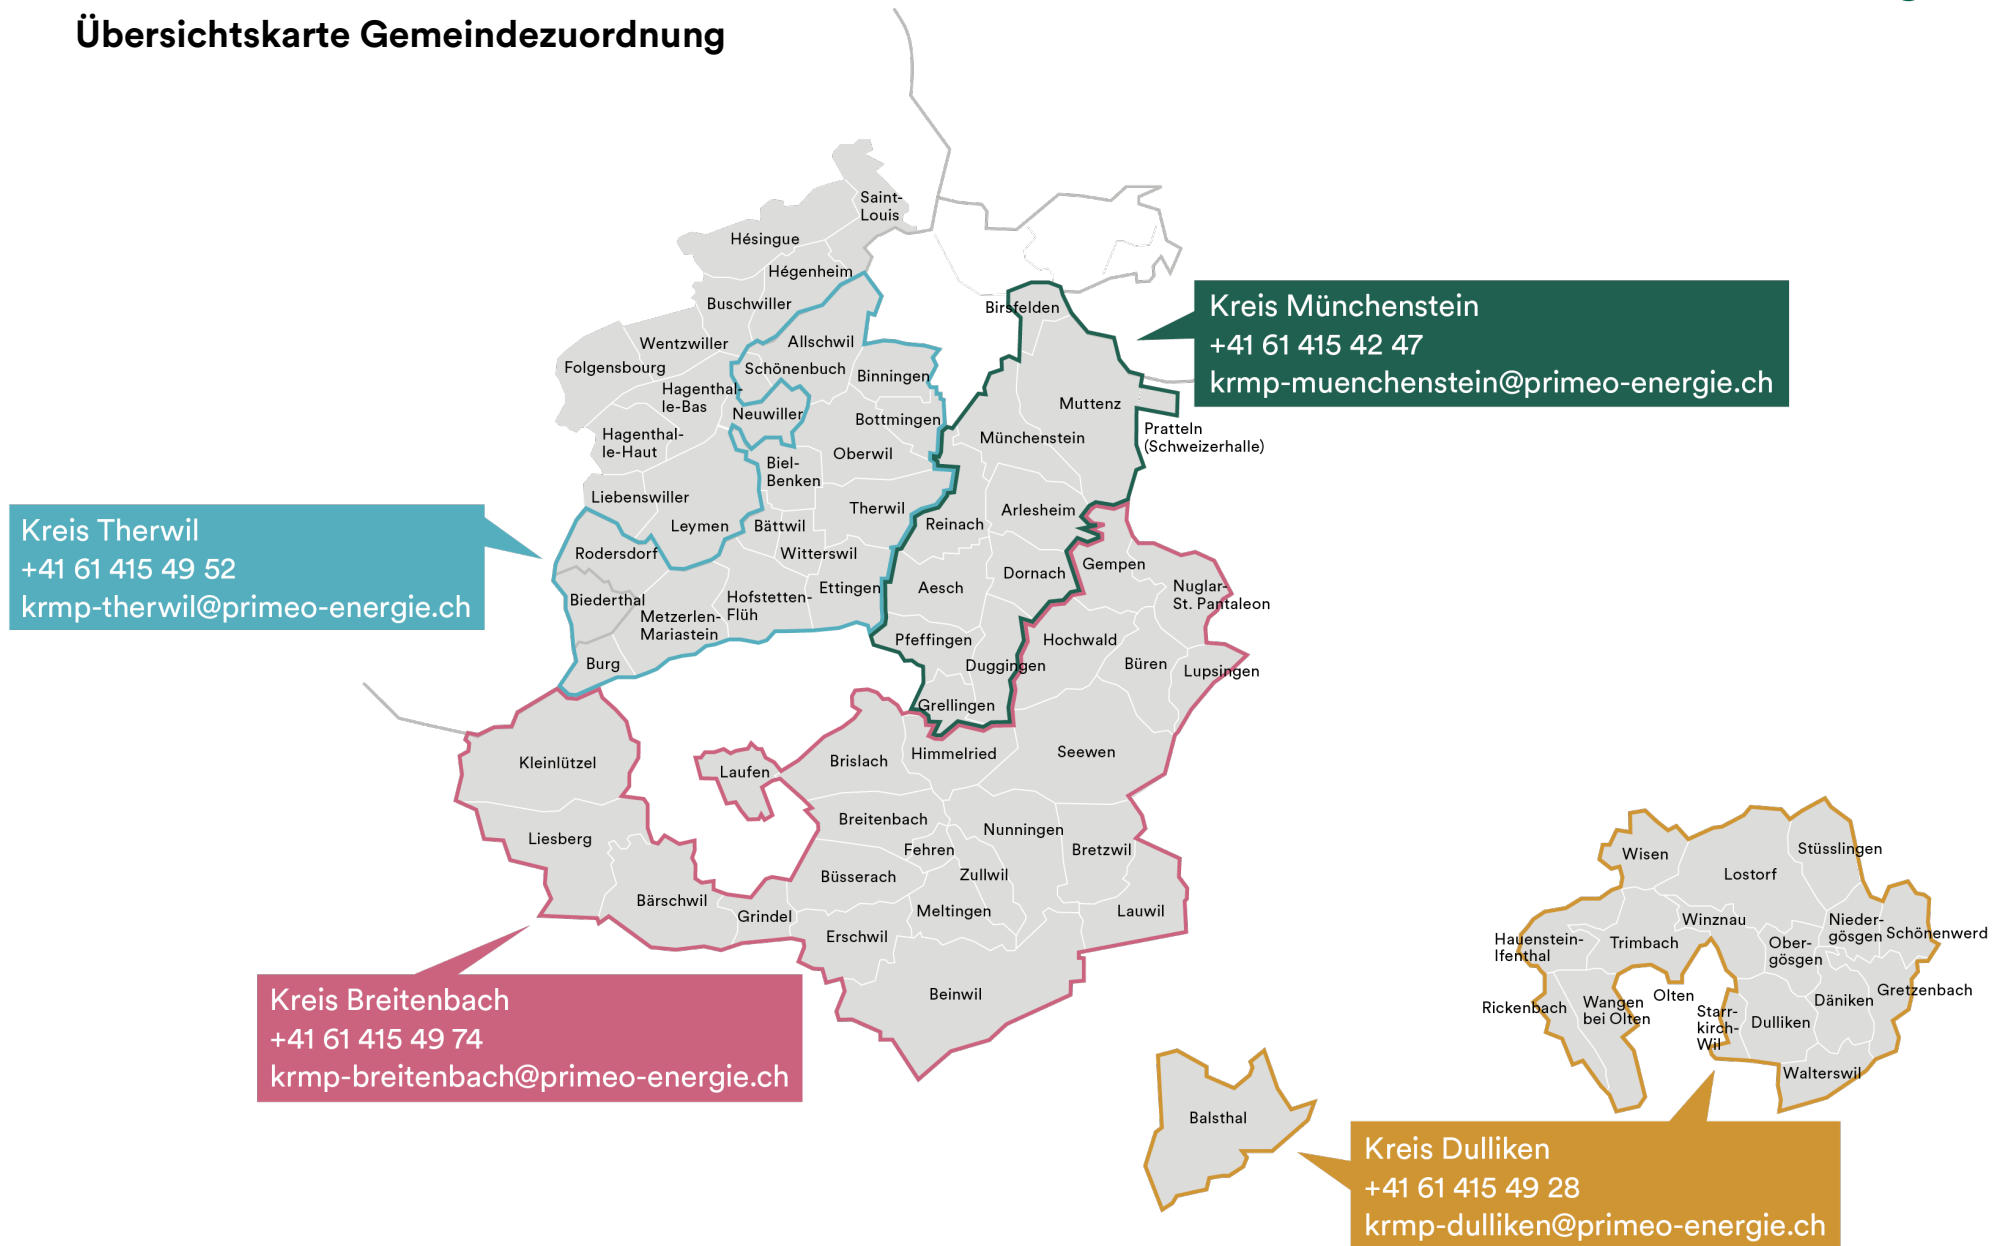 Übersichtskarte Gemeindezuordnung
Saint-
Louis
Hésingue
Hégenheim
Buschwiller
Wentzwiller
Folgensbourg
Hagenthal-
le-Bas
Hagenthal-
le-Haut
Liebenswiller
Leymen
Neuwiller
Allschwil
Schönenbuch
Binningen
Bottmingen
Oberwil
Biel-
Benken
Therwil
Bättwil
Witterswil
Ettingen
Rodersdorf
Biederthal
Metzerlen-
Mariastein
Hofstetten-
Flüh
Burg
Kreis Therwil
+41 61 415 49 52
krmp-therwil@primeo-energie.ch
Birsfelden
Muttenz
Münchenstein
Pratteln
(Schweizerhalle)
Arlesheim
Reinach
Dornach
Aesch
Pfeffingen
Duggingen
Grellingen
Kreis Münchenstein
+41 61 415 42 47
krmp-muenchenstein@primeo-energie.ch
Gempen
Nuglar-
St. Pantaleon
Hochwald
Büren
Lupsingen
Seewen
Himmelried
Brislach
Laufen
Kleinlützel
Liesberg
Bärschwil
Grindel
Breitenbach
Fehren
Büsserach
Nunningen
Zullwil
Bretzwil
Meltingen
Lauwil
Erschwil
Beinwil
Kreis Breitenbach
+41 61 415 49 74
krmp-breitenbach@primeo-energie.ch
Wisen
Stüsslingen
Lostorf
Winznau
Hauenstein-
Ifenthal
Trimbach
Ober-
gösgen
Nieder-
gösgen
Schönenwerd
Rickenbach
Wangen
bei Olten
Olten
Starr-
kirch-
Wil
Dulliken
Däniken
Gretzenbach
Walterswil
Balsthal
Kreis Dulliken
+41 61 415 49 28
krmp-dulliken@primeo-energie.ch